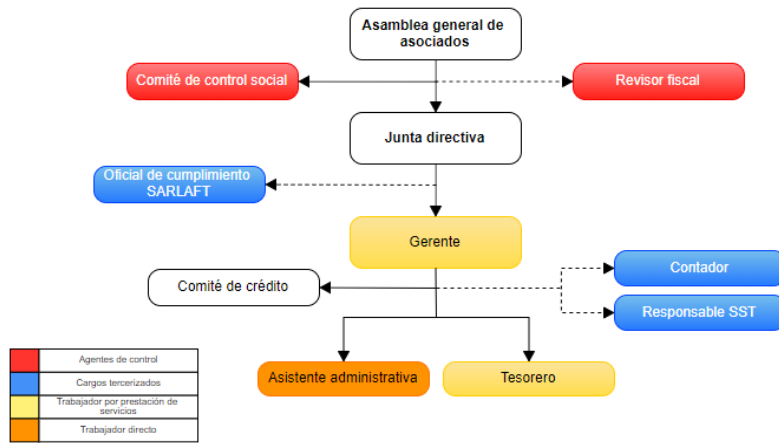 Asamblea general de
asociados
Comité de control social
Revisor fiscal
Junta directiva
Oficial de cumplimiento
SARLAFT
Gerente
Contador
Comité de crédito
Responsable SST
Asistente administrativa
Tesorero
Agentes de control
Cargos tercerizados
Trabajador por prestación de
servicios
Trabajador directo